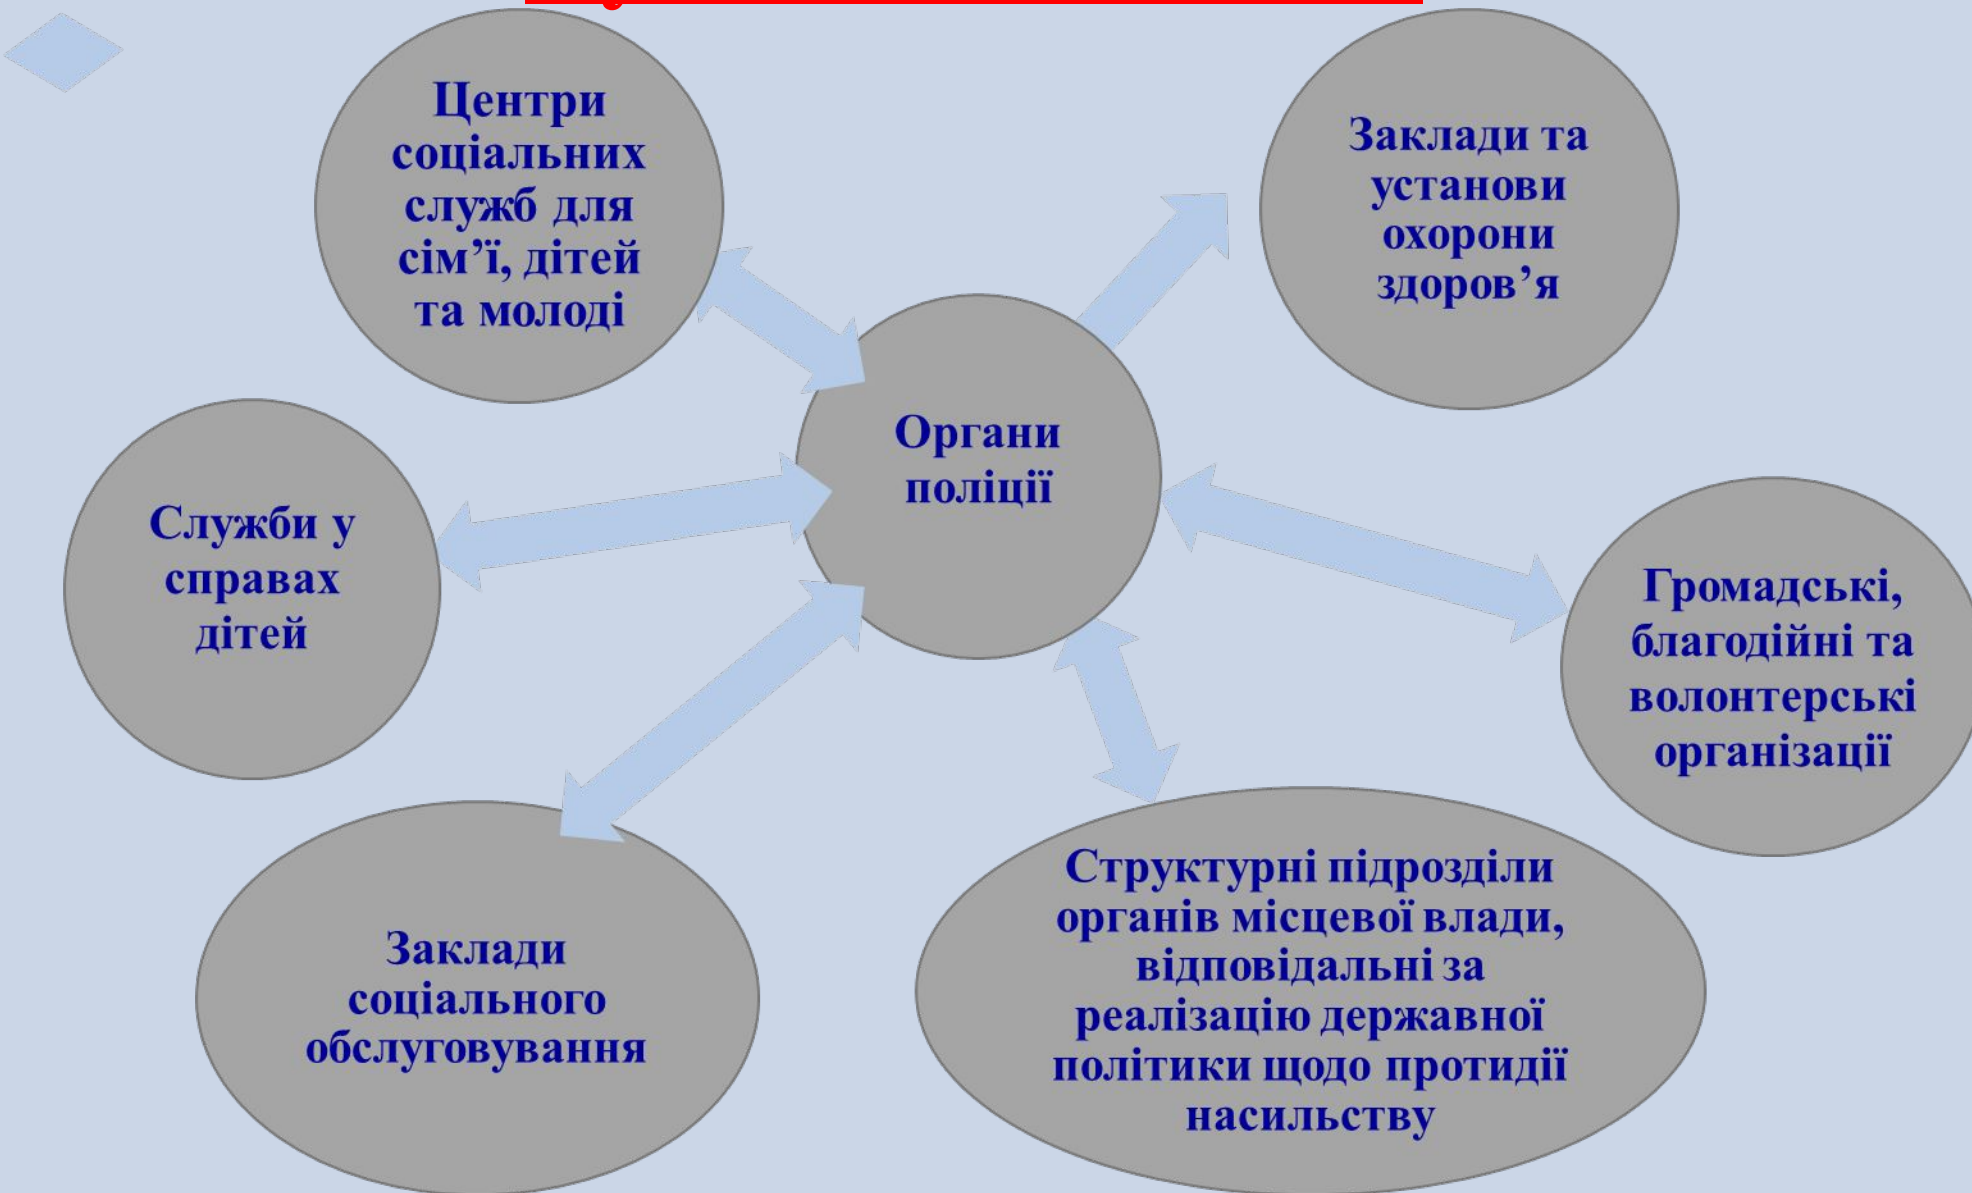 Центри
соціальних
служб для
сім’ї, дітей
та молоді
Заклади та
установи
охорони
здоров’я
Органи
поліції
Служби у
справах
дітей
Громадські,
благодійні та
волонтерські
організації
Заклади
соціального
обслуговування
Структурні підрозділи
органів місцевої влади,
відповідальні за
реалізацію державної
політики щодо протидії
насильству